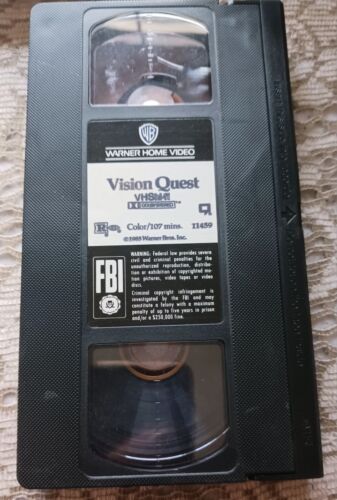 WB
WARNER HOME VIDEO
Vision Quest
VHS
R Color/107 mins. 11459
©1985 Warner Bros. Inc.
FBI
WARNING: Federal law provides severe
civil and criminal penalties for the
unauthorized reproduction, distribu-
tion or exhibition of copyrighted mo-
tion pictures, video tapes or video
discs.
Criminal copyright infringement is
investigated by the FBI and may
constitute a felony with a maximum
penalty of up to five years in prison
and/or a $250,000 fine.